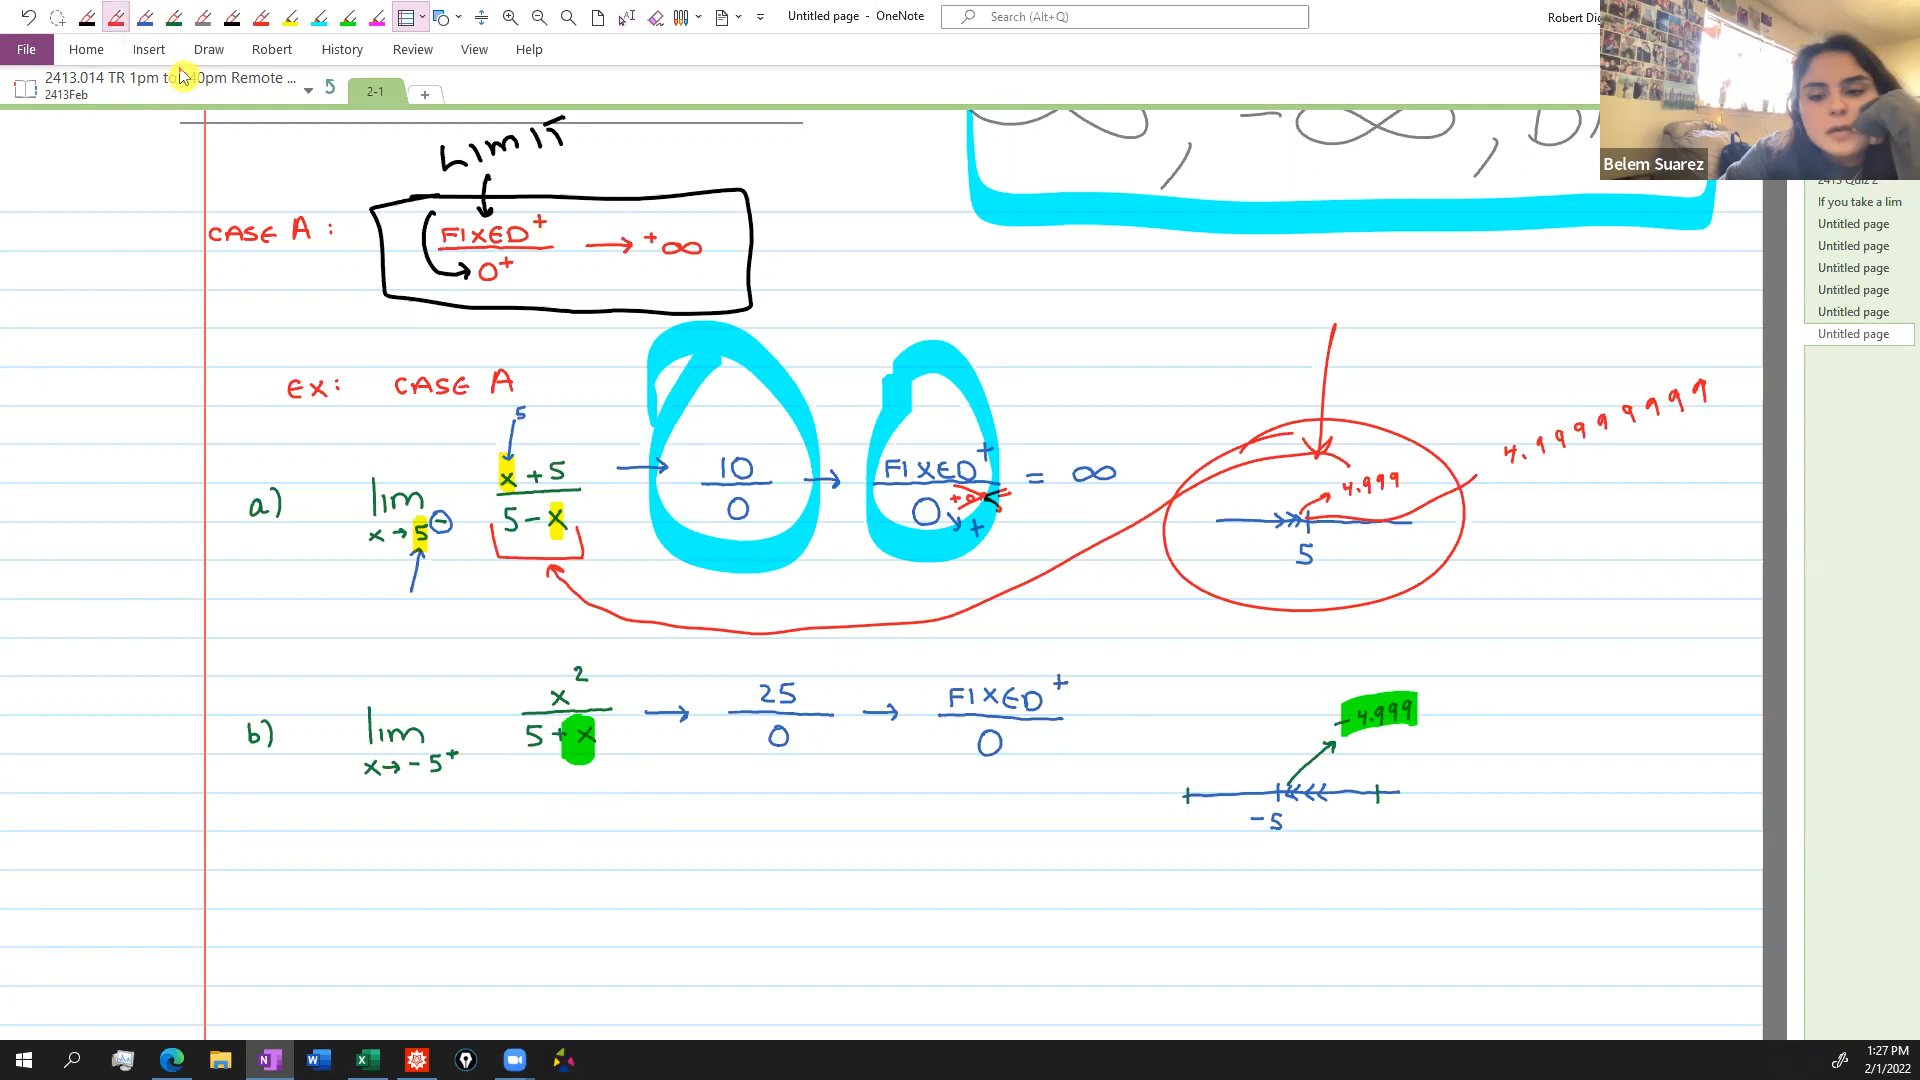 Untitled page - OneNote
Search (Alt+Q)
File
Home
Insert
Draw
Robert
History
Review
View
Help
2413.014 TR 1pm to 40pm Remote ...
2413Feb
2-1
Belem Suarez
If you take a lim
Untitled page
Untitled page
Untitled page
Untitled page
Untitled page
Untitled page
LIMIT
∞, -∞,
CASE A :
FIXED⁺
0⁺
→ +∞
EX: CASE A
5
a) lim
x → 5⁻
x + 5
5 - x
→ 10
0
→ FIXED⁺
0
+
= ∞
4.999
4.999999999
5
b) lim
x → -5⁺
x²
5 + x
→ 25
0
→ FIXED⁺
0
-4.999
-5
1:27 PM
2/1/2022